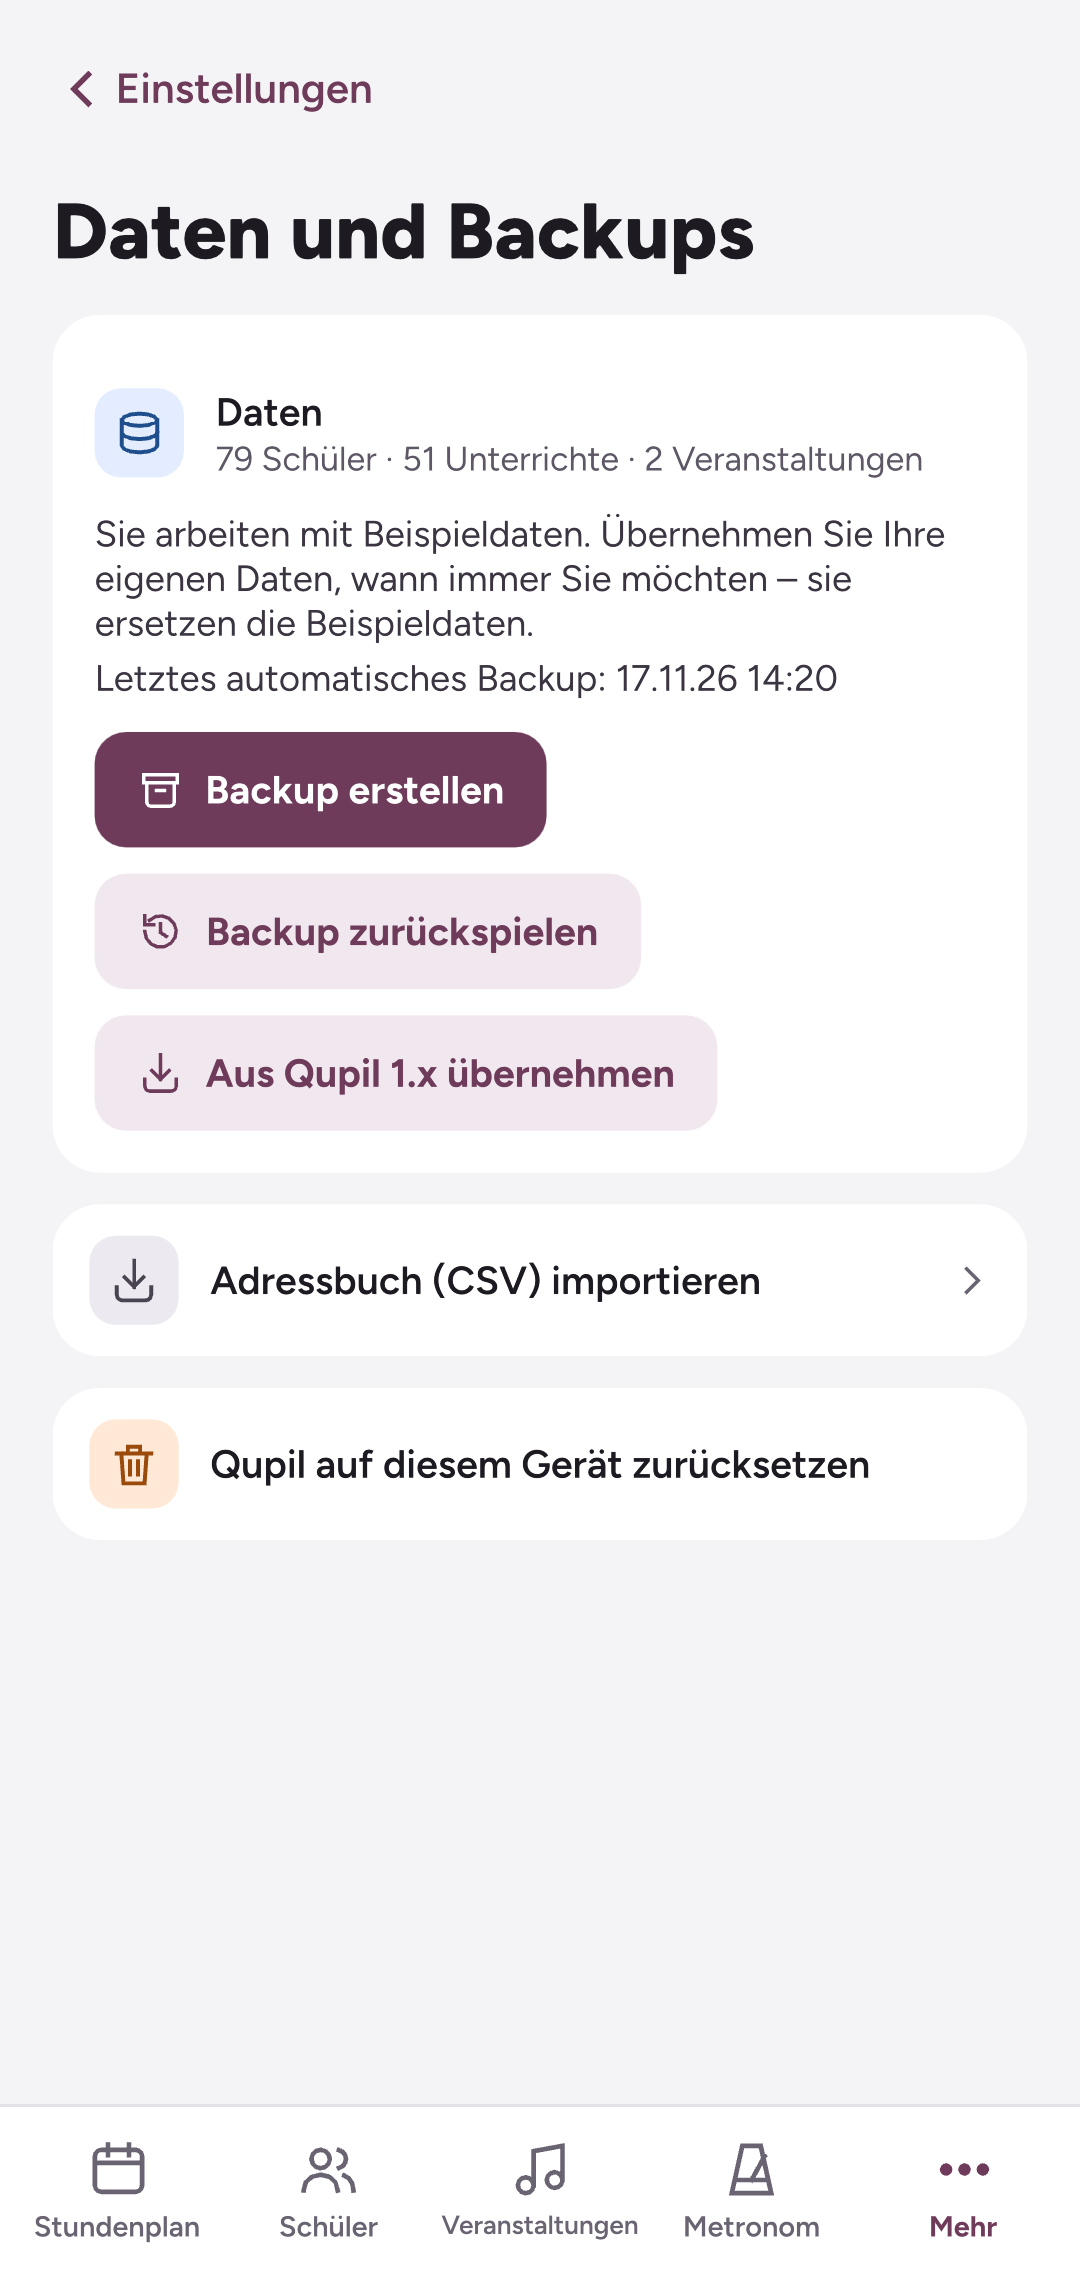 Einstellungen
Daten und Backups
Daten
79 Schüler · 51 Unterrichte · 2 Veranstaltungen
Sie arbeiten mit Beispieldaten. Übernehmen Sie Ihre
eigenen Daten, wann immer Sie möchten – sie
ersetzen die Beispieldaten.
Letztes automatisches Backup: 17.11.26 14:20
Backup erstellen
Backup zurückspielen
Aus Qupil 1.x übernehmen
Adressbuch (CSV) importieren
Qupil auf diesem Gerät zurücksetzen
Stundenplan
Schüler
Veranstaltungen
Metronom
Mehr